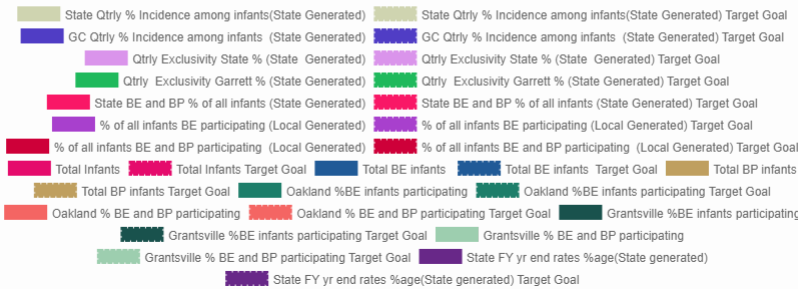 State Qtrly % Incidence among infants(State Generated) State Qtrly % Incidence among infants(State Generated) Target Goal
GC Qtrly % Incidence among infants (State Generated) GC Qtrly % Incidence among infants (State Generated) Target Goal
Qtrly Exclusivity State % (State Generated) Qtrly Exclusivity State % (State Generated) Target Goal
Qtrly Exclusivity Garrett % (State Generated) Qtrly Exclusivity Garrett % (State Generated) Target Goal
State BE and BP % of all infants (State Generated) State BE and BP % of all infants (State Generated) Target Goal
% of all infants BE participating (Local Generated) % of all infants BE participating (Local Generated) Target Goal
% of all infants BE and BP participating (Local Generated) % of all infants BE and BP participating (Local Generated) Target Goal
Total Infants Total Infants Target Goal Total BE infants Total BE infants Target Goal Total BP infants
Total BP infants Target Goal Oakland %BE infants participating Oakland %BE infants participating Target Goal
Oakland % BE and BP participating Oakland % BE and BP participating Target Goal Grantsville %BE infants participating
Grantsville %BE infants participating Target Goal Grantsville % BE and BP participating
Grantsville % BE and BP participating Target Goal State FY yr end rates %age(State generated)
State FY yr end rates %age(State generated) Target Goal